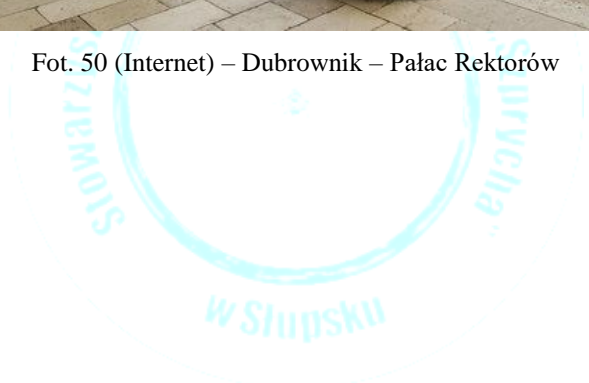 Fot. 50 (Internet) – Dubrownik – Pałac Rektorów
w Słupsku